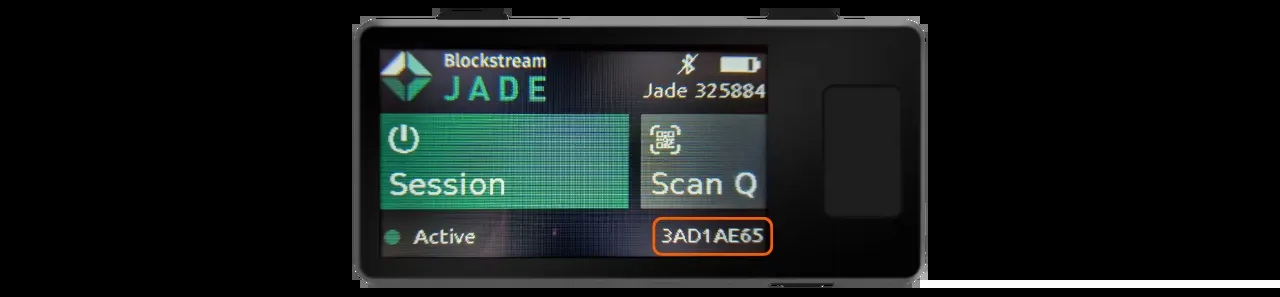 Blockstream
JADE
Jade 325884
Session
Scan Q
Active
3AD1AE65